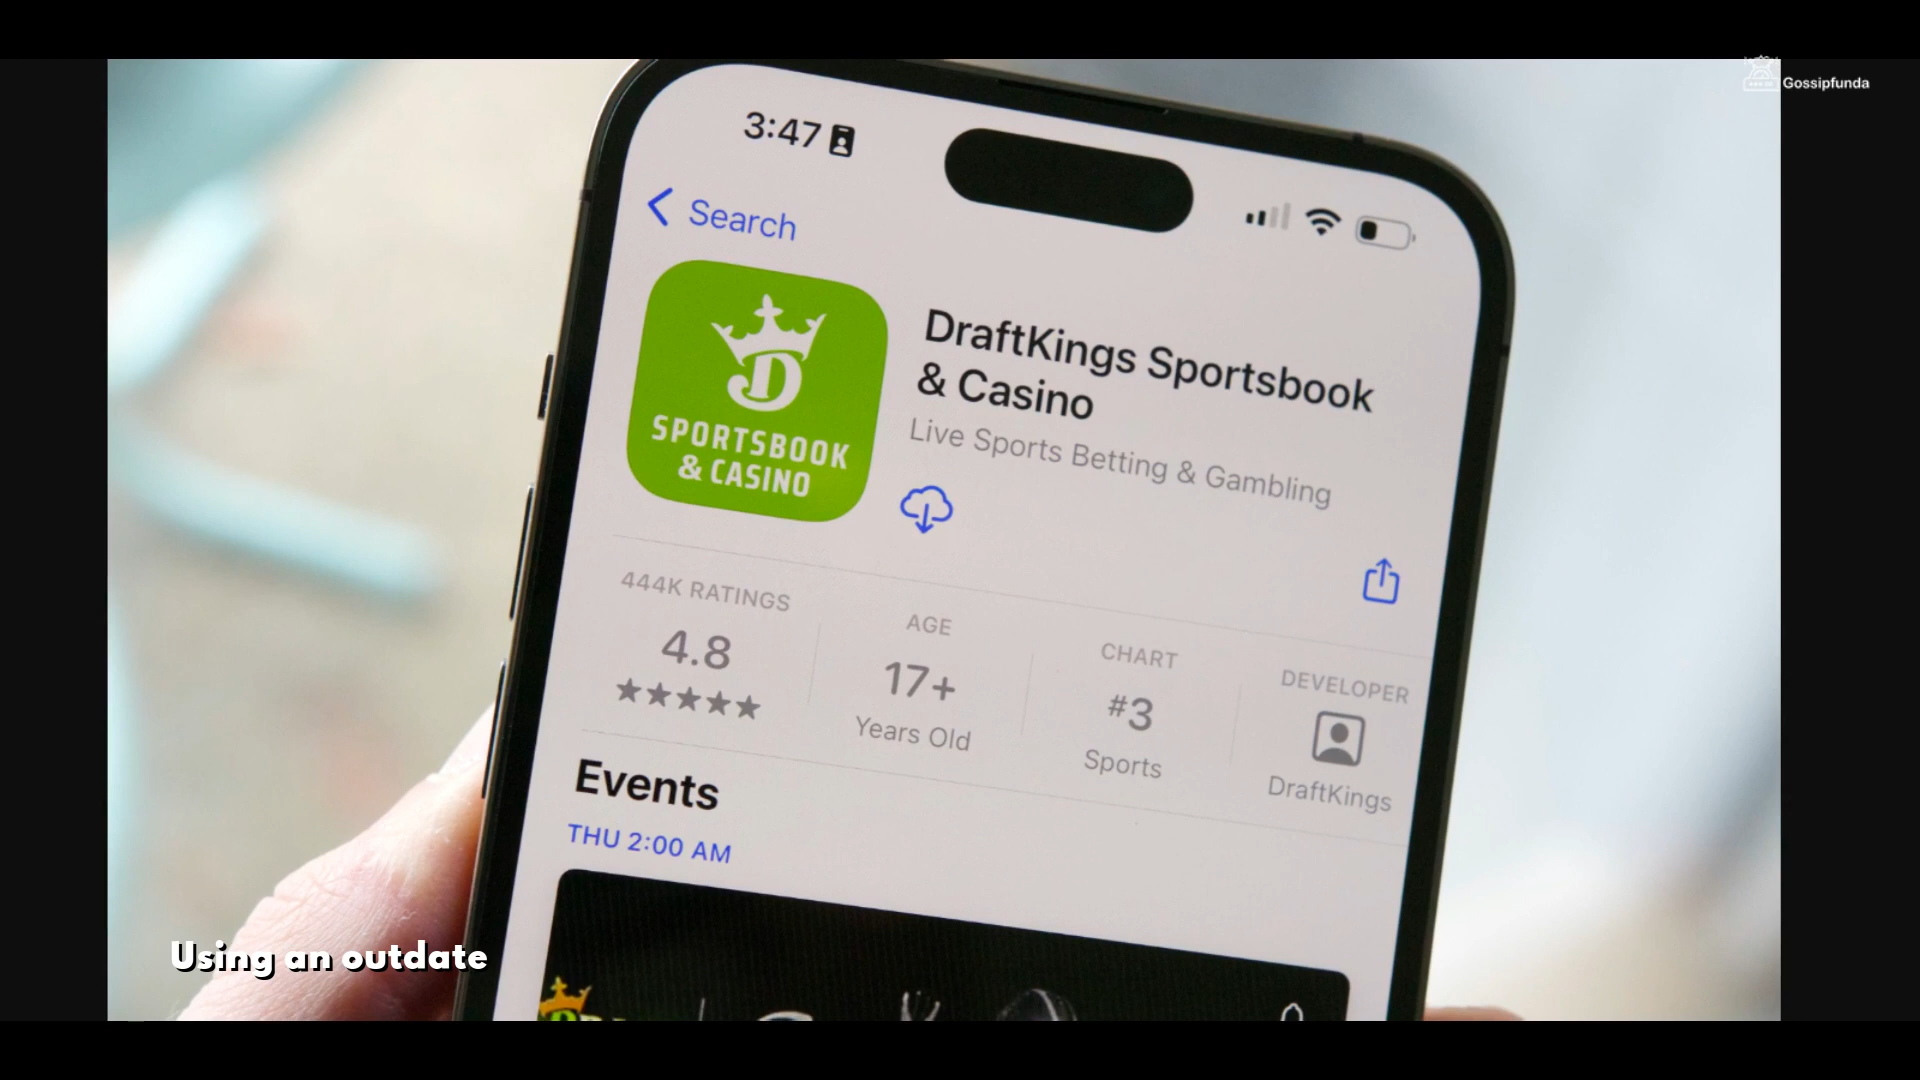 Gossipfunda
3:47
Search
SPORTSBOOK
& CASINO
DraftKings Sportsbook
& Casino
Live Sports Betting & Gambling
444K RATINGS
4.8
AGE
17+
Years Old
CHART
#3
Sports
DEVELOPER
DraftKings
Events
THU 2:00 AM
Using an outdate